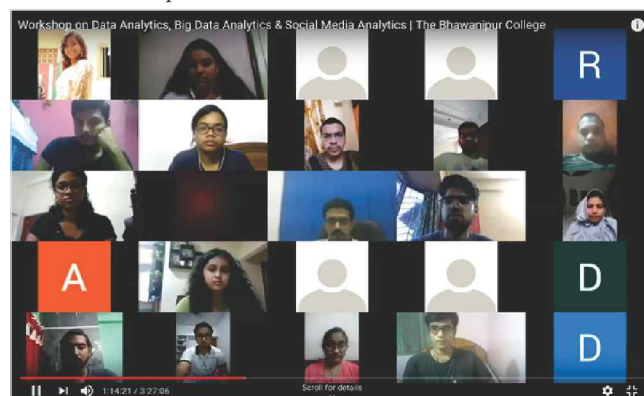 Workshop on Data Analytics, Big Data Analytics & Social Media Analytics | The Bhawanipur College
R
A
D
D
1:14:21 / 3:27:06
Scroll for details